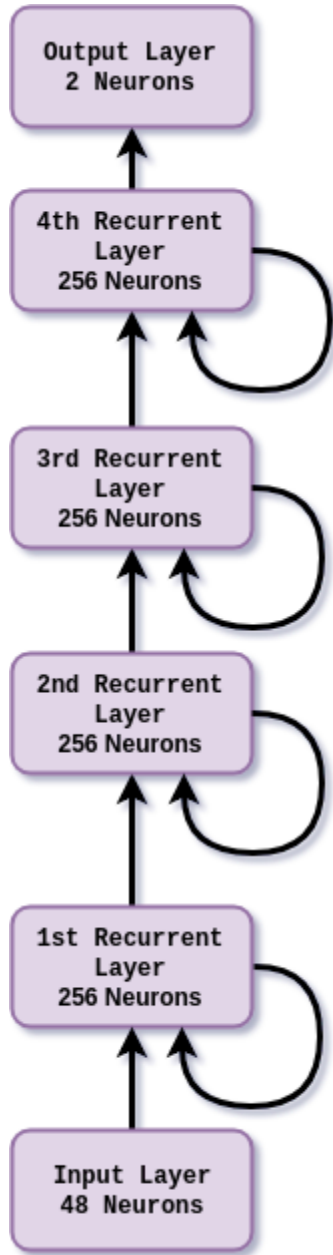 Output Layer
2 Neurons
4th Recurrent
Layer
256 Neurons
3rd Recurrent
Layer
256 Neurons
2nd Recurrent
Layer
256 Neurons
1st Recurrent
Layer
256 Neurons
Input Layer
48 Neurons